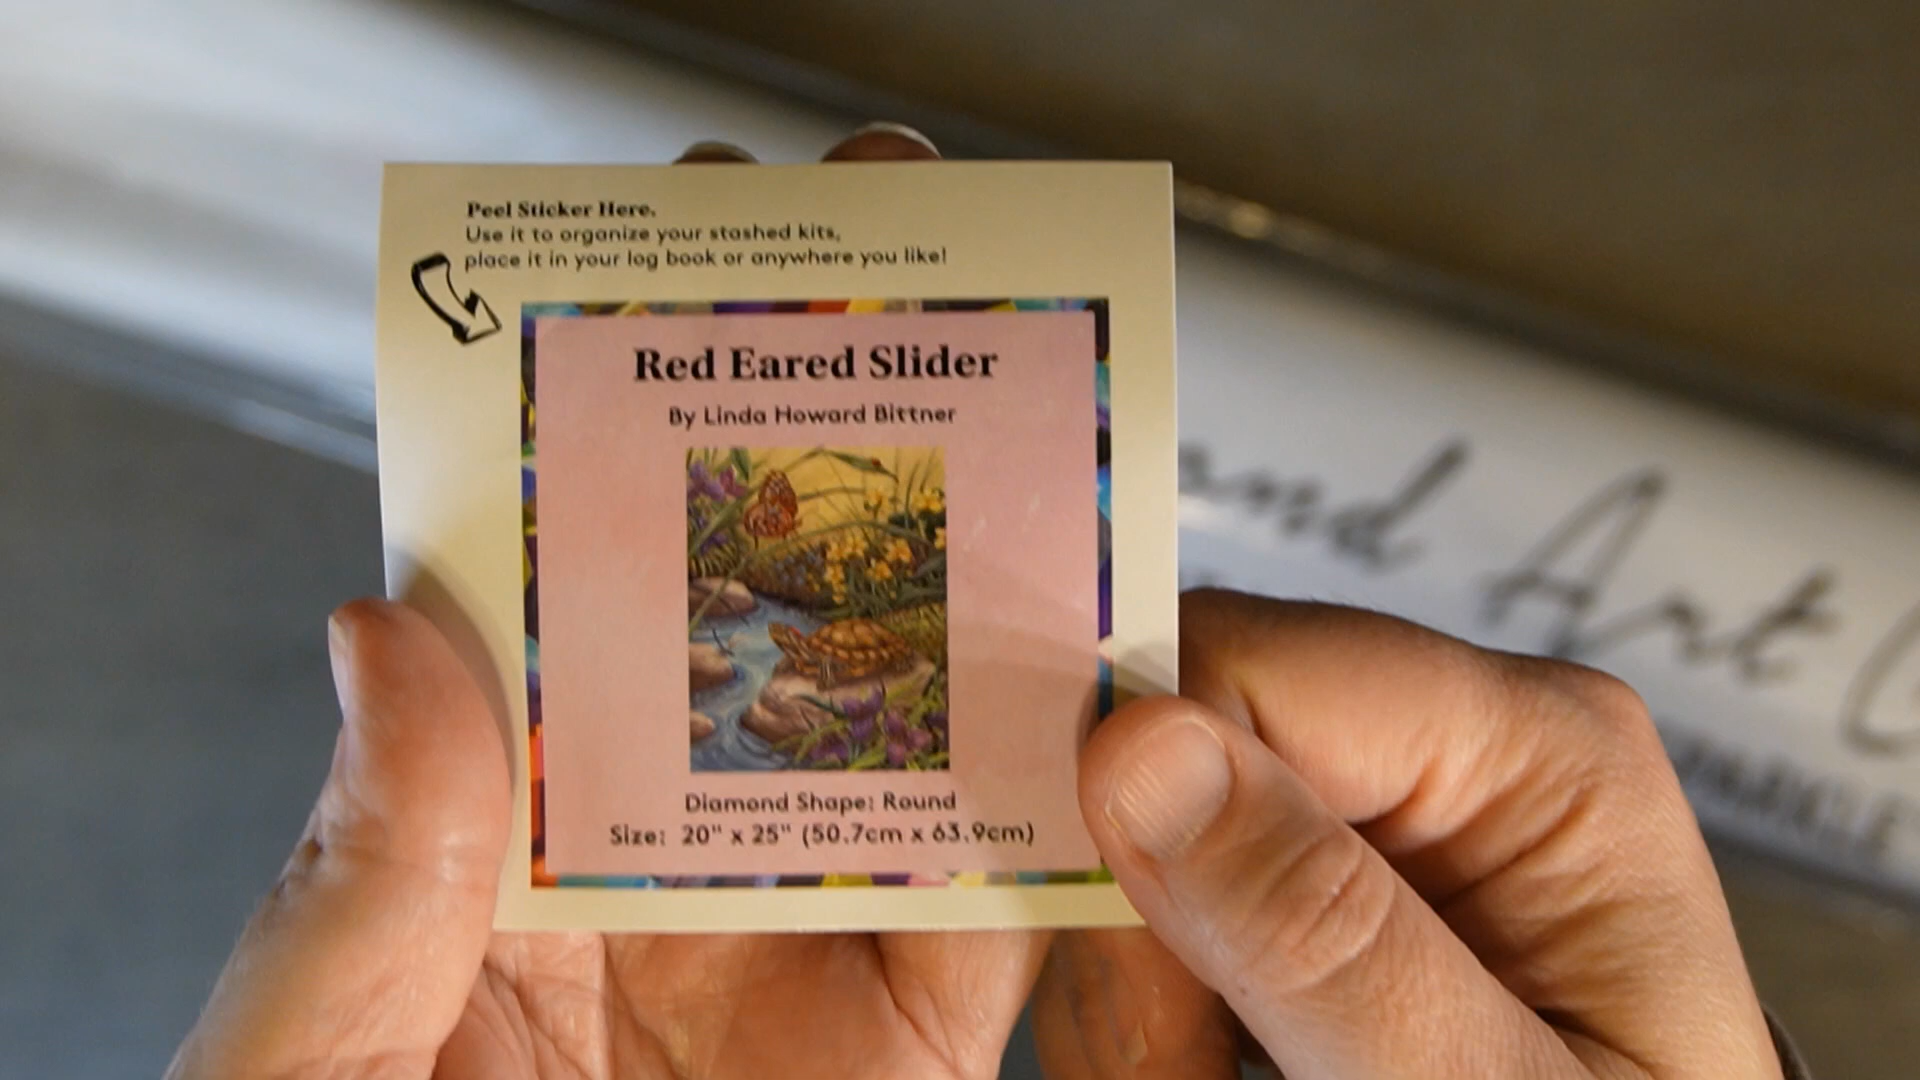 Peel Sticker Here.
Use it to organize your stashed kits,
place it in your log book or anywhere you like!
Red Eared Slider
By Linda Howard Bittner
Diamond Shape: Round
Size: 20" x 25" (50.7cm x 63.9cm)
Art